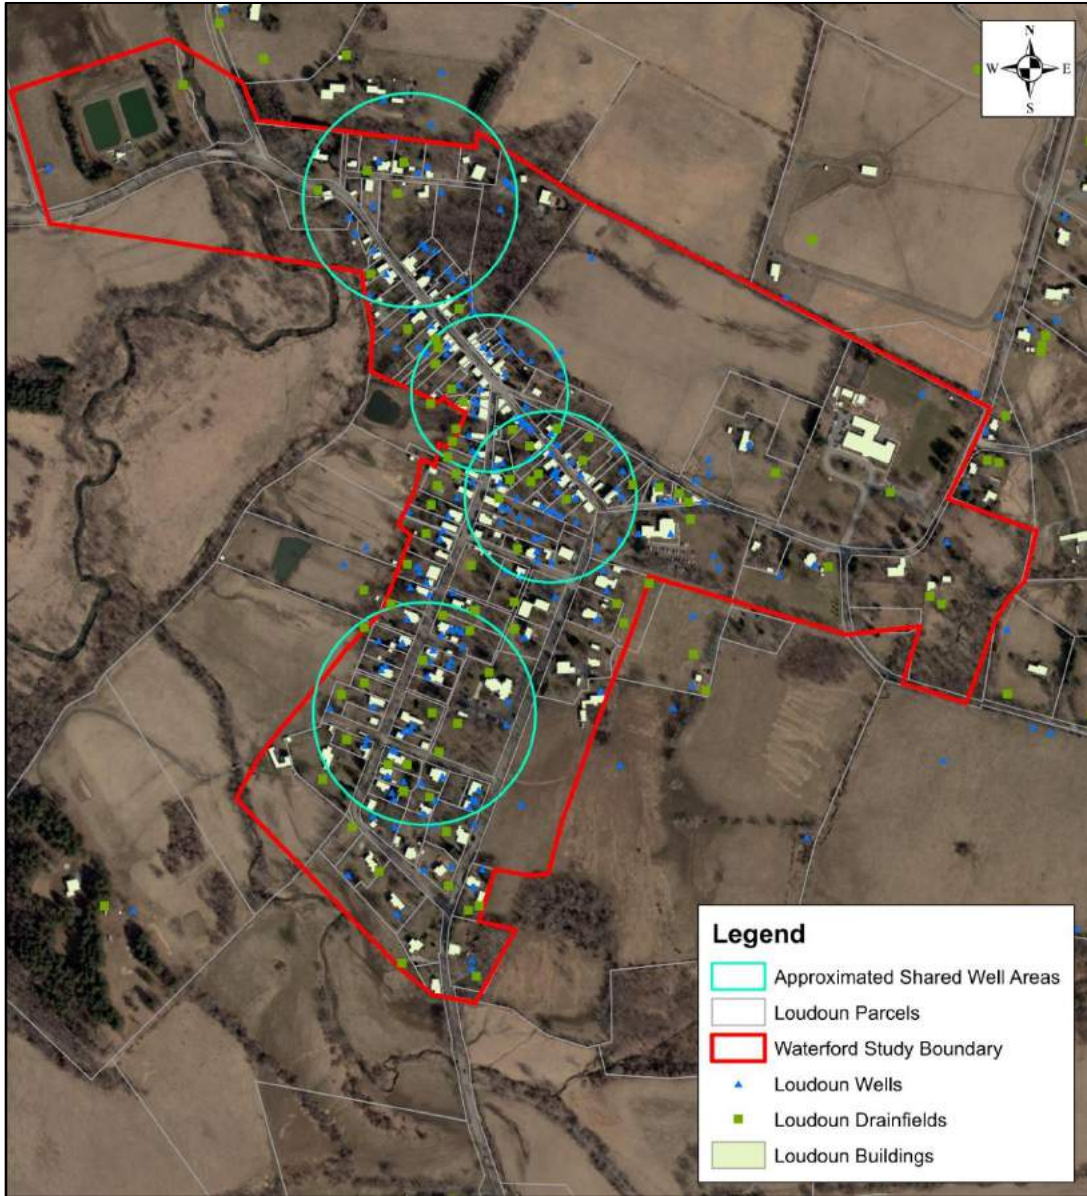 N
W E
S
Legend
Approximated Shared Well Areas
Loudoun Parcels
Waterford Study Boundary
Loudoun Wells
Loudoun Drainfields
Loudoun Buildings